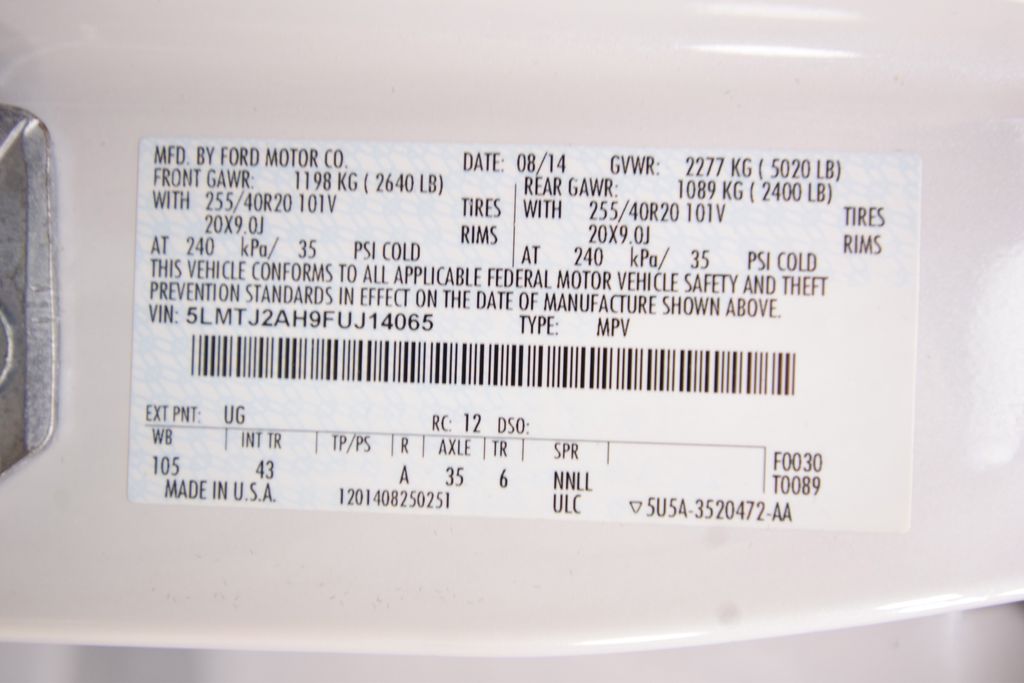 MFD. BY FORD MOTOR CO. DATE: 08/14 GVWR: 2277 KG ( 5020 LB)
FRONT GAWR: 1198 KG ( 2640 LB) REAR GAWR: 1089 KG ( 2400 LB)
WITH 255/40R20 101V TIRES WITH 255/40R20 101V TIRES
20X9.0J RIMS 20X9.0J RIMS
AT 240 kPa/ 35 PSI COLD AT 240 kPa/ 35 PSI COLD
THIS VEHICLE CONFORMS TO ALL APPLICABLE FEDERAL MOTOR VEHICLE SAFETY AND THEFT
PREVENTION STANDARDS IN EFFECT ON THE DATE OF MANUFACTURE SHOWN ABOVE.
VIN: 5LMTJ2AH9FUJ14065 TYPE: MPV
EXT PNT: UG RC: 12 DSO:
WB INT TR TP/PS R AXLE TR SPR
105 43 A 35 6 NNLL F0030
T0089
MADE IN U.S.A. 1201408250251 ULC ▽5U5A-3520472-AA